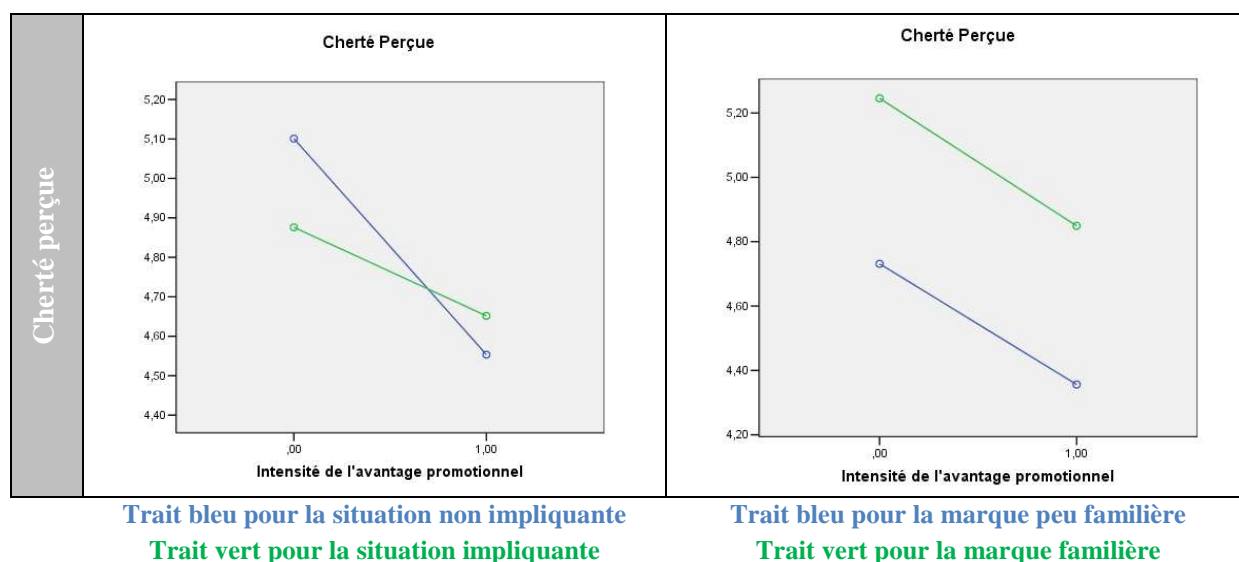 Cherté perçue
Cherté Perçue
5,20
5,10
5,00
4,90
4,80
4,70
4,60
4,50
4,40
,00 1,00
Intensité de l'avantage promotionnel
Cherté Perçue
5,20
5,00
4,80
4,60
4,40
4,20
,00 1,00
Intensité de l'avantage promotionnel
Trait bleu pour la situation non impliquante
Trait vert pour la situation impliquante
Trait bleu pour la marque peu familière
Trait vert pour la marque familière